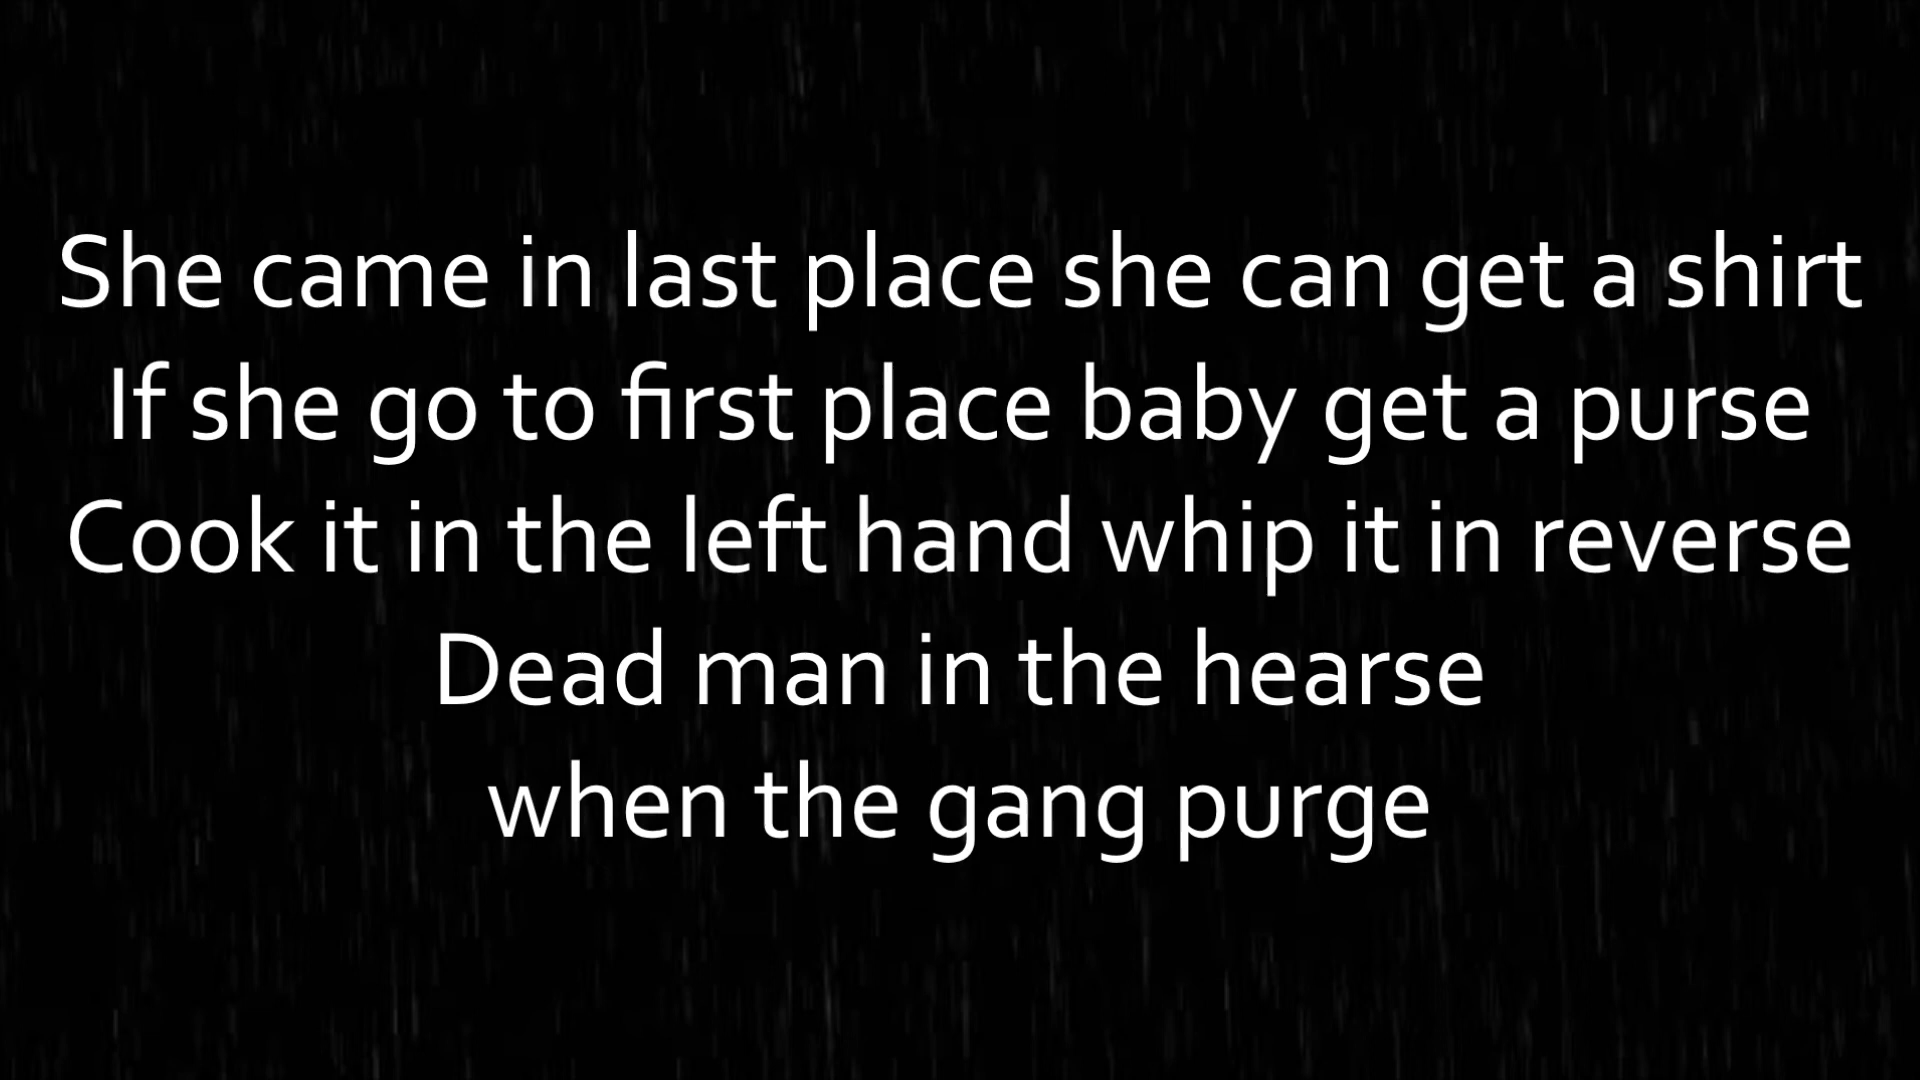 She came in last place she can get a shirt
If she go to first place baby get a purse
Cook it in the left hand whip it in reverse
Dead man in the hearse
when the gang purge